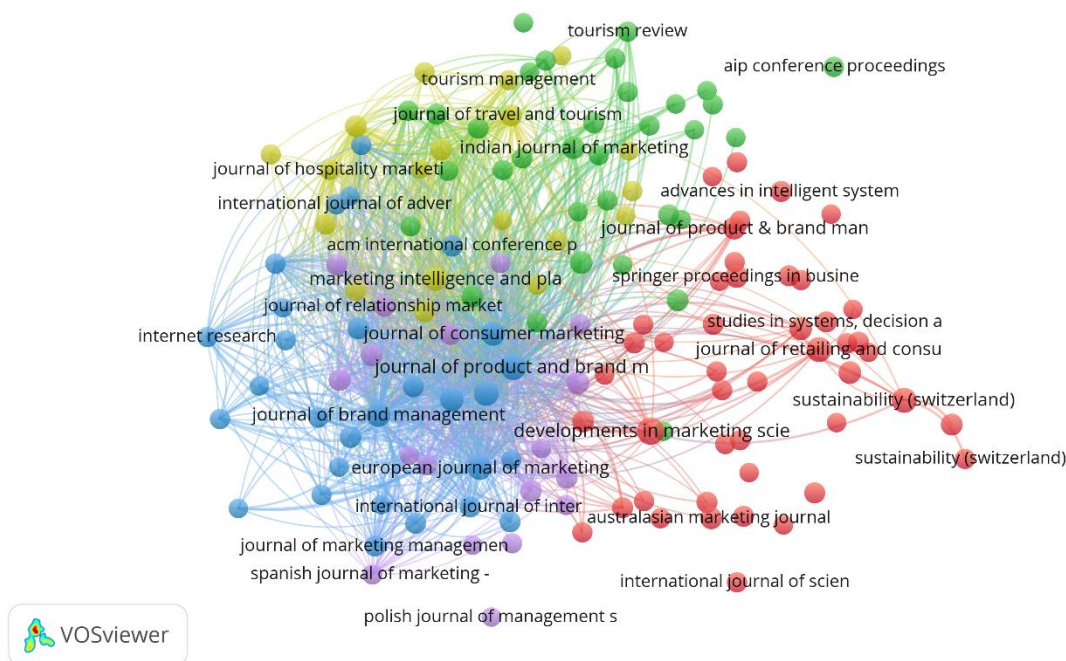 tourism review
aip conference proceedings
tourism management
journal of travel and tourism
indian journal of marketing
journal of hospitality marketi
advances in intelligent system
international journal of adver
journal of product & brand man
acm international conference p
springer proceedings in busine
marketing intelligence and pla
journal of relationship market
studies in systems, decision a
internet research
journal of consumer marketing
journal of retailing and consu
journal of product and brand m
sustainability (switzerland)
journal of brand management
developments in marketing scie
sustainability (switzerland)
european journal of marketing
international journal of inter
australasian marketing journal
journal of marketing managemen
spanish journal of marketing -
international journal of scien
polish journal of management s
VOSviewer